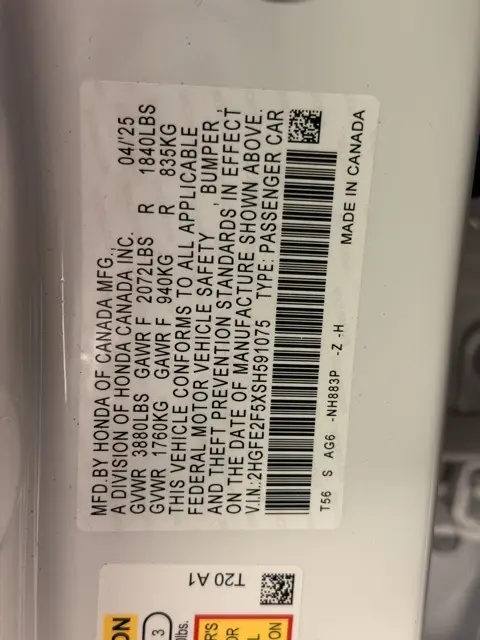 MFD.BY HONDA OF CANADA MFG., 04/'25
A DIVISION OF HONDA CANADA INC.
GVWR 3880LBS GAWR F 2072LBS R 1840LBS
GVWR 1760KG GAWR F 940KG R 835KG
THIS VEHICLE CONFORMS TO ALL APPLICABLE
FEDERAL MOTOR VEHICLE SAFETY , BUMPER ,
AND THEFT PREVENTION STANDARDS IN EFFECT
ON THE DATE OF MANUFACTURE SHOWN ABOVE.
V.I.N.:2HGFE2F5XSH591075 TYPE: PASSENGER CAR
T56 S AG6 -NH883P -Z -H MADE IN CANADA
T20 A1
ON
3
lbs.
R'S
OR
L
ION